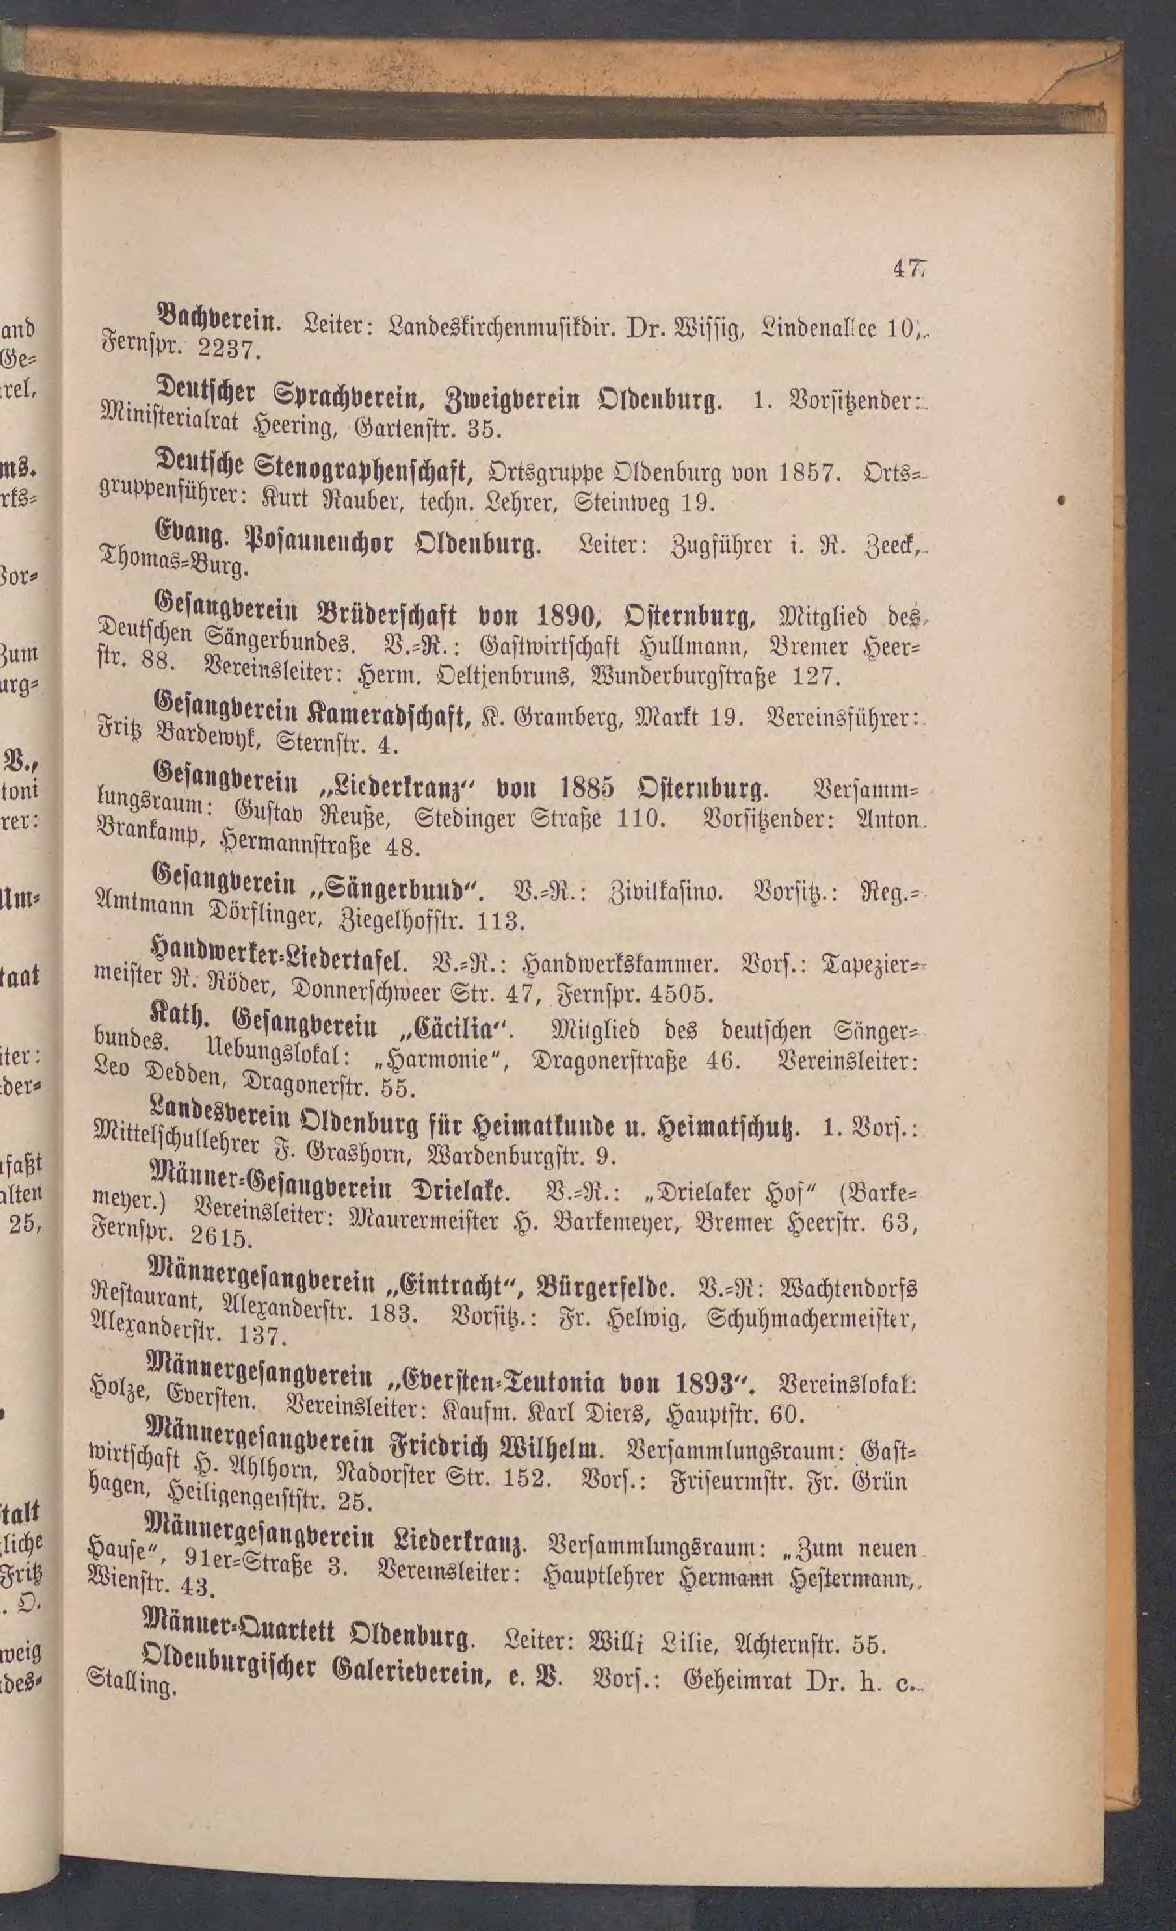 47.
Bachverein. Leiter: Landeskirchenmusikdir. Dr. Wissig, Lindenallee 10,
Fernspr. 2237.
Deutscher Sprachverein, Zweigverein Oldenburg. 1. Vorsitzender:
Ministerialrat Heering, Gartenstr. 35.
Deutsche Stenographenschaft, Ortsgruppe Oldenburg von 1857. Orts-
gruppenführer: Kurt Rauber, techn. Lehrer, Steinweg 19.
Evang. Posaunenchor Oldenburg. Leiter: Zugführer i. R. Zeeck,
Thomas-Burg.
Gesangverein Brüderschaft von 1890, Osternburg, Mitglied des
Deutschen Sängerbundes. V.-R.: Gastwirtschaft Hullmann, Bremer Heer-
str. 88. Vereinsleiter: Herm. Oeltjenbruns, Wunderburgstraße 127.
Gesangverein Kameradschaft, K. Gramberg, Markt 19. Vereinsführer:
Fritz Bardewyk, Sternstr. 4.
Gesangverein „Liederkranz“ von 1885 Osternburg. Versamm-
lungsraum: Gustav Reuße, Stedinger Straße 110. Vorsitzender: Anton
Brankamp, Hermannstraße 48.
Gesangverein „Sängerbund“. V.-R.: Zivilkasino. Vorsitz.: Reg.-
Amtmann Dörflinger, Ziegelhofstr. 113.
Handwerker-Liedertafel. V.-R.: Handwerkskammer. Vors.: Tapezier-
meister R. Röder, Donnerschweer Str. 47, Fernspr. 4505.
Kath. Gesangverein „Cäcilia“. Mitglied des deutschen Sänger-
bundes. Uebungslokal: „Harmonie“, Dragonerstraße 46. Vereinsleiter:
Leo Dedden, Dragonerstr. 55.
Landesverein Oldenburg für Heimatkunde u. Heimatschutz. 1. Vors.:
Mittelschullehrer F. Grashorn, Wardenburgstr. 9.
Männer-Gesangverein Drielake. V.-R.: „Drielaker Hof“ (Barke-
meyer.) Vereinsleiter: Maurermeister H. Barkemeyer, Bremer Heerstr. 63,
Fernspr. 2615.
Männergesangverein „Eintracht“, Bürgerfelde. V.-R: Wachtendorfs
Restaurant, Alexanderstr. 183. Vorsitz.: Fr. Helwig, Schuhmachermeister,
Alexanderstr. 137.
Männergesangverein „Eversten-Teutonia von 1893“. Vereinslokal:
Holze, Eversten. Vereinsleiter: Kaufm. Karl Diers, Hauptstr. 60.
Männergesangverein Friedrich Wilhelm. Versammlungsraum: Gast-
wirtschaft H. Ahlhorn, Nadorster Str. 152. Vors.: Friseurmstr. Fr. Grün
hagen, Heiligengeiststr. 25.
Männergesangverein Liederkranz. Versammlungsraum: „Zum neuen
Hause“, 91er-Straße 3. Vereinsleiter: Hauptlehrer Hermann Hestermann,
Wienstr. 43.
Männer-Quartett Oldenburg. Leiter: Willi Lilie, Achternstr. 55.
Oldenburgischer Galerieverein, e. V. Vors.: Geheimrat Dr. h. c.
Stalling.